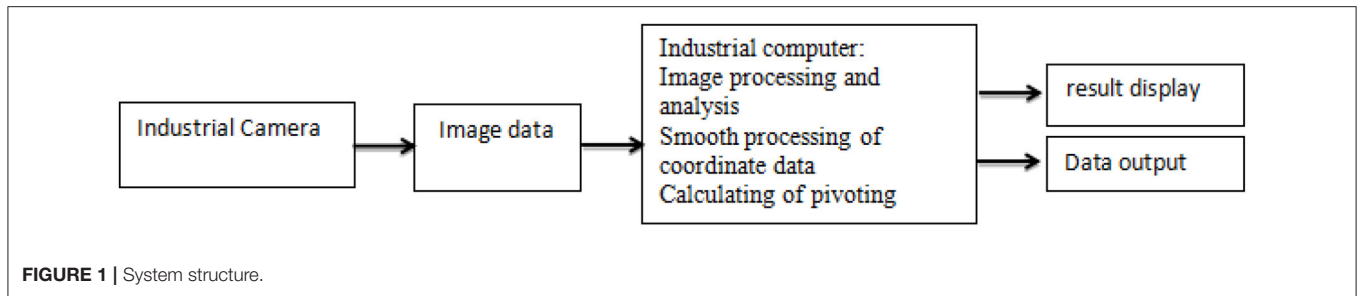 Industrial Camera
Image data
Industrial computer:
Image processing and
analysis
Smooth processing of
coordinate data
Calculating of pivoting
result display
Data output
FIGURE 1 | System structure.